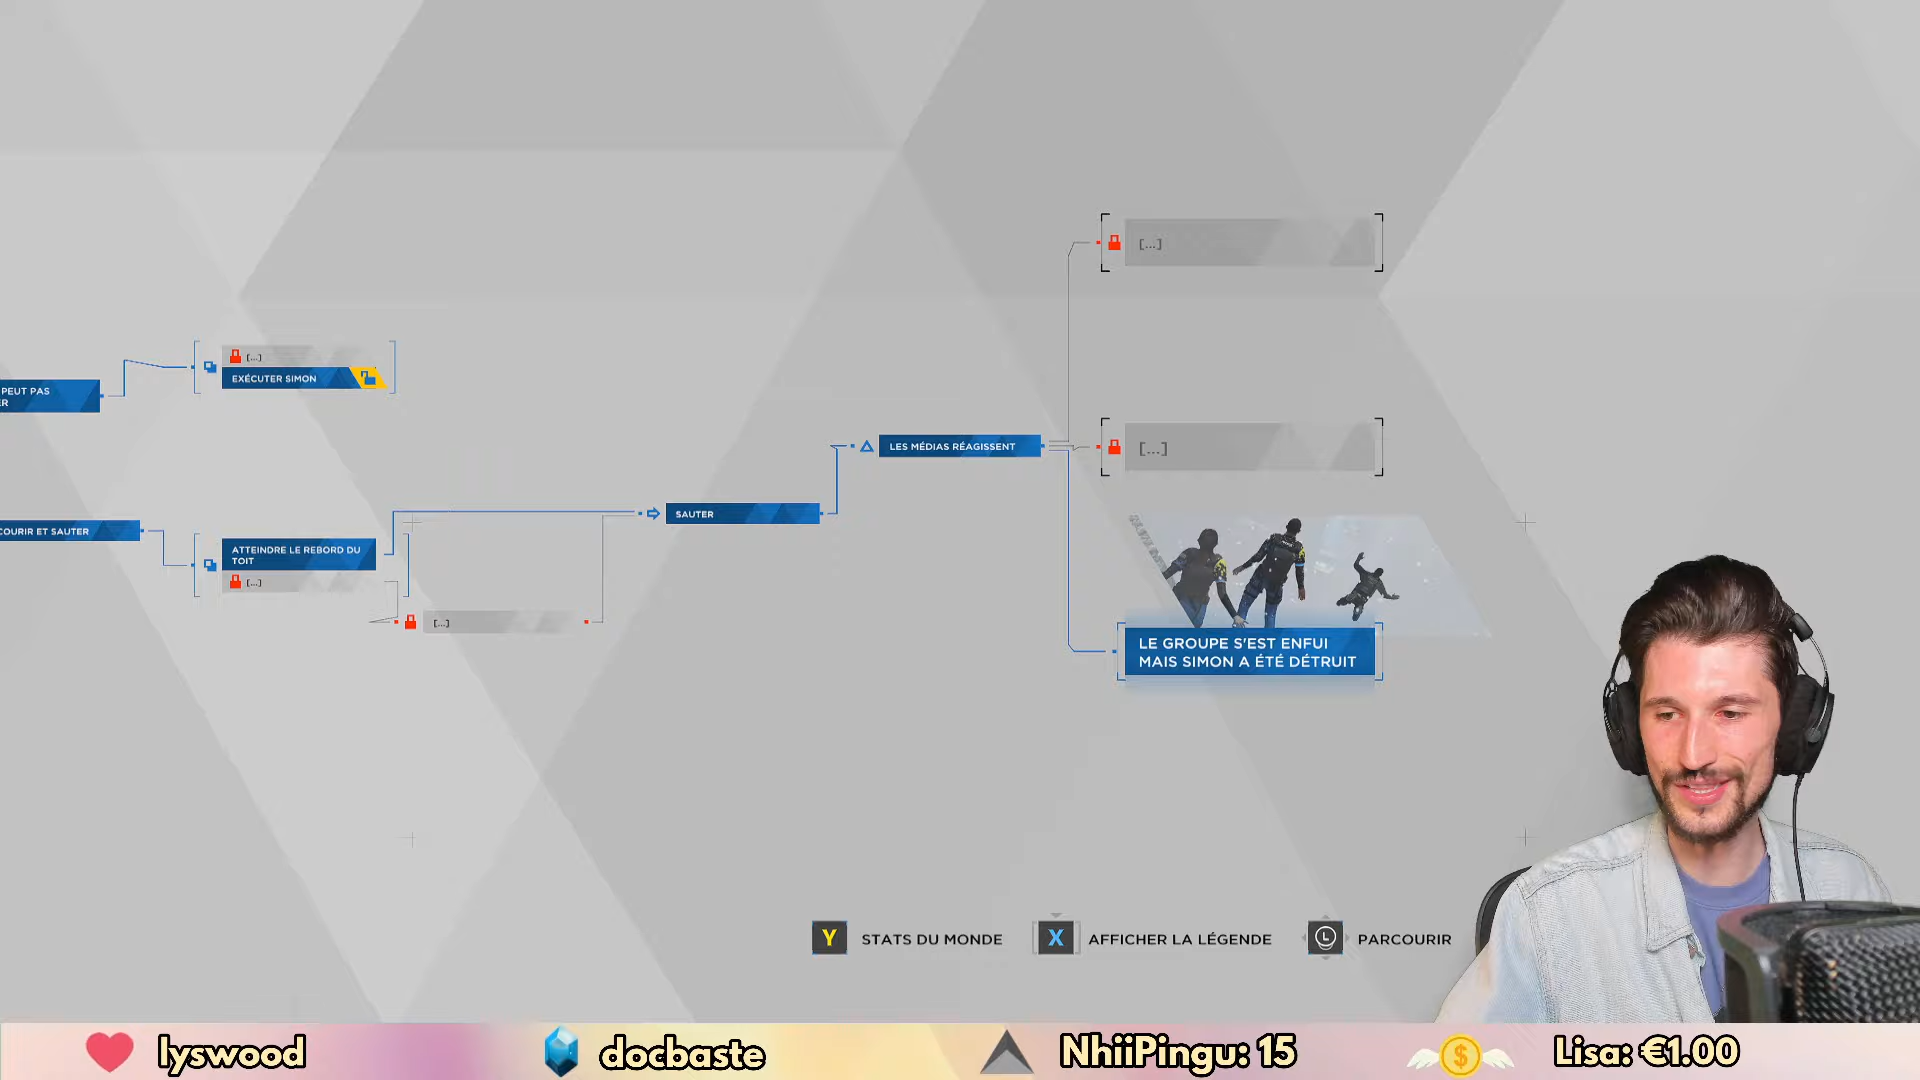 [...]
[...]
EXÉCUTER SIMON
PEUT PAS
ER
LES MÉDIAS RÉAGISSENT
[...]
SAUTER
COURIR ET SAUTER
ATTEINDRE LE REBORD DU
TOIT
[...]
[...]
LE GROUPE S'EST ENFUI
MAIS SIMON A ÉTÉ DÉTRUIT
Y STATS DU MONDE
X AFFICHER LA LÉGENDE
L PARCOURIR
lyswood
docbaste
NhiiPingu: 15
$
Lisa: €1.00